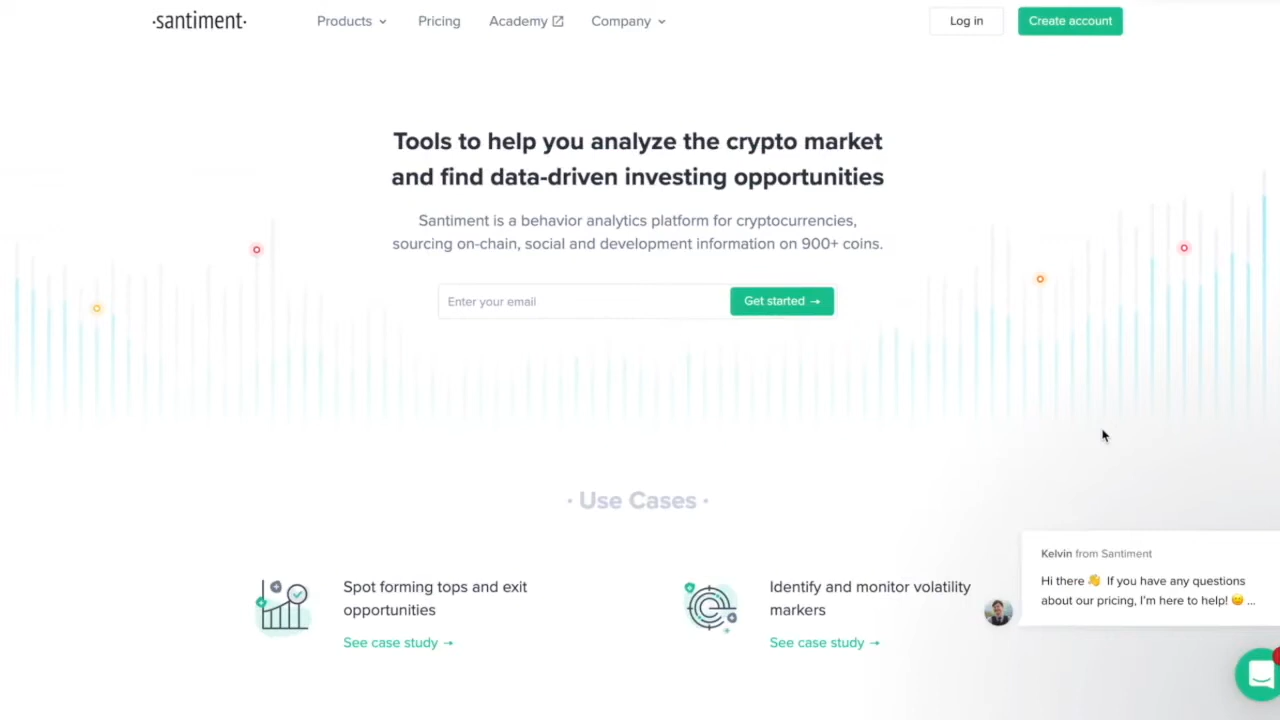 ·santiment·
Products
Pricing
Academy
Company
Log in
Create account
Tools to help you analyze the crypto market
and find data-driven investing opportunities
Santiment is a behavior analytics platform for cryptocurrencies,
sourcing on-chain, social and development information on 900+ coins.
Enter your email
Get started →
· Use Cases ·
Spot forming tops and exit
opportunities
See case study →
Identify and monitor volatility
markers
See case study →
Kelvin from Santiment
Hi there 👋 If you have any questions
about our pricing, I'm here to help! 😊 ...